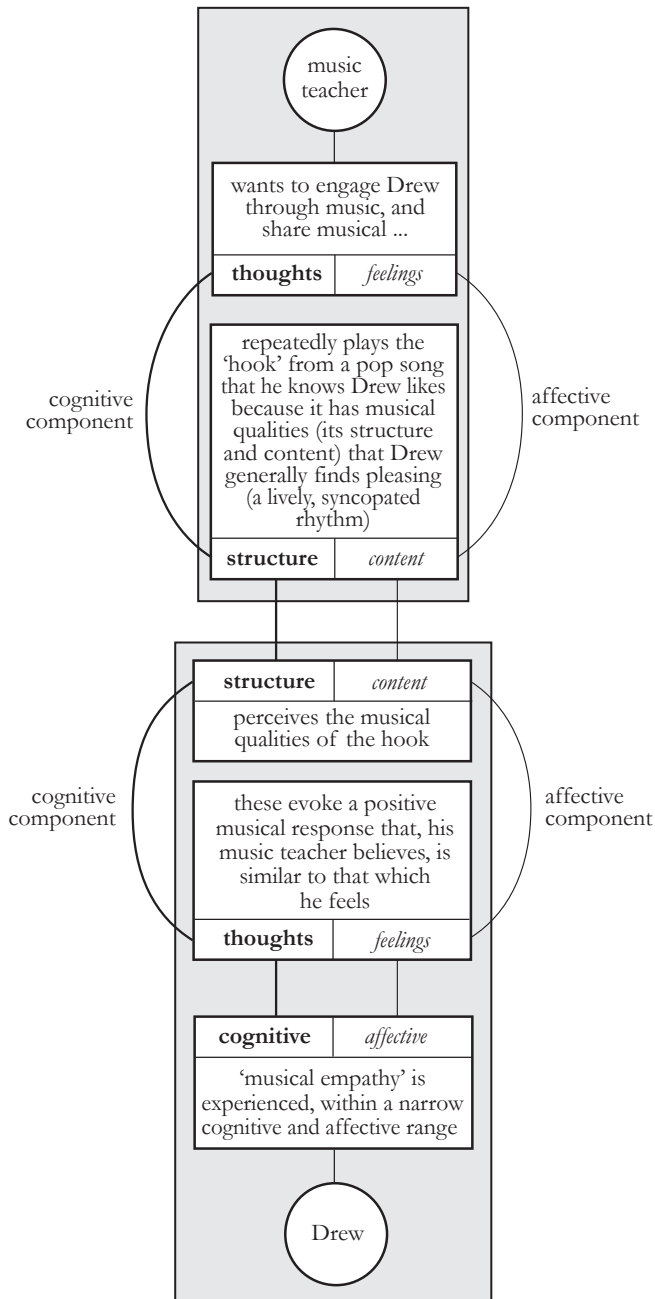 music
teacher
wants to engage Drew
through music, and
share musical ...
thoughts
feelings
cognitive
component
affective
component
repeatedly plays the
‘hook’ from a pop song
that he knows Drew likes
because it has musical
qualities (its structure
and content) that Drew
generally finds pleasing
(a lively, syncopated
rhythm)
structure
content
structure
content
perceives the musical
qualities of the hook
cognitive
component
affective
component
these evoke a positive
musical response that, his
music teacher believes, is
similar to that which
he feels
thoughts
feelings
cognitive
affective
‘musical empathy’ is
experienced, within a narrow
cognitive and affective range
Drew